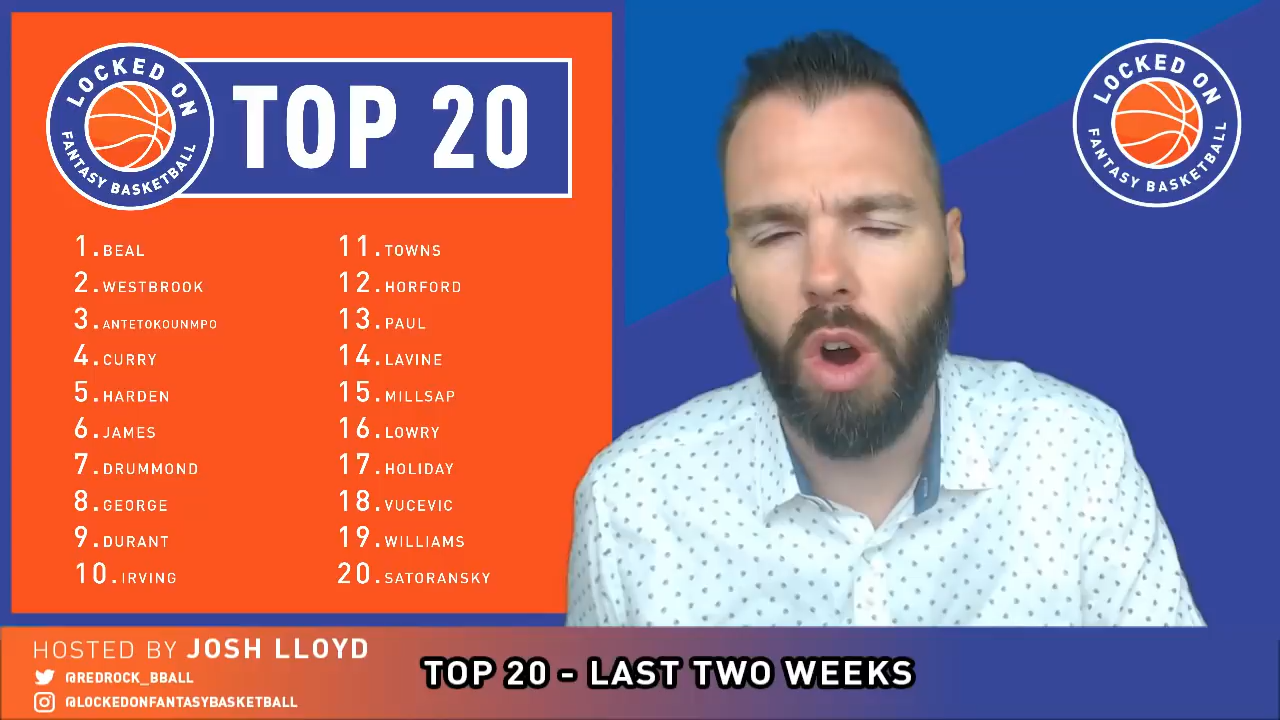 LOCKED ON
FANTASY BASKETBALL
TOP 20
1. BEAL
2. WESTBROOK
3. ANTETOKOUNMPO
4. CURRY
5. HARDEN
6. JAMES
7. DRUMMOND
8. GEORGE
9. DURANT
10. IRVING
11. TOWNS
12. HORFORD
13. PAUL
14. LAVINE
15. MILLSAP
16. LOWRY
17. HOLIDAY
18. VUCEVIC
19. WILLIAMS
20. SATORANSKY
LOCKED ON
FANTASY BASKETBALL
HOSTED BY JOSH LLOYD
@REDROCK_BBALL
@LOCKEDONFANTASYBASKETBALL
TOP 20 - LAST TWO WEEKS